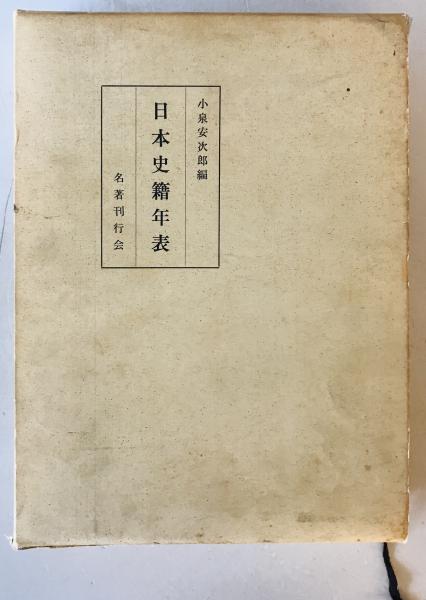 小泉安次郎編
日本史籍年表
名著刊行会